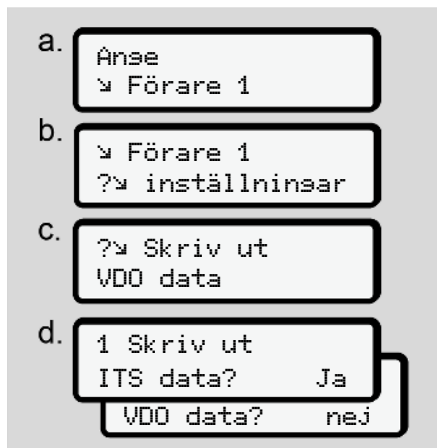 a.
Ange
↘ Förare 1
b.
↘ Förare 1
?↘ inställningar
c.
?↘ Skriv ut
VDO data
d.
1 Skriv ut
ITS data? Ja
VDO data? nej